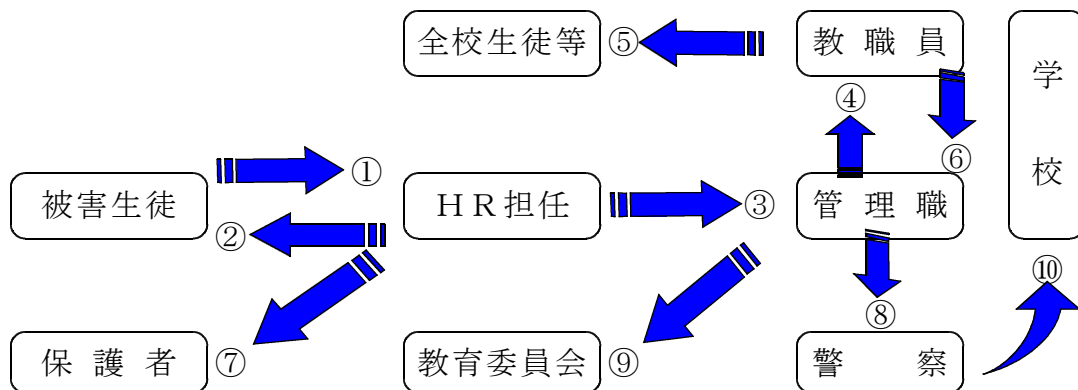 全校生徒等 ⑤ 教職員 学校
④
① ⑥
被害生徒 HR担任 ③ 管理職
②
⑩
⑧
保護者 ⑦ 教育委員会 ⑨ 警察